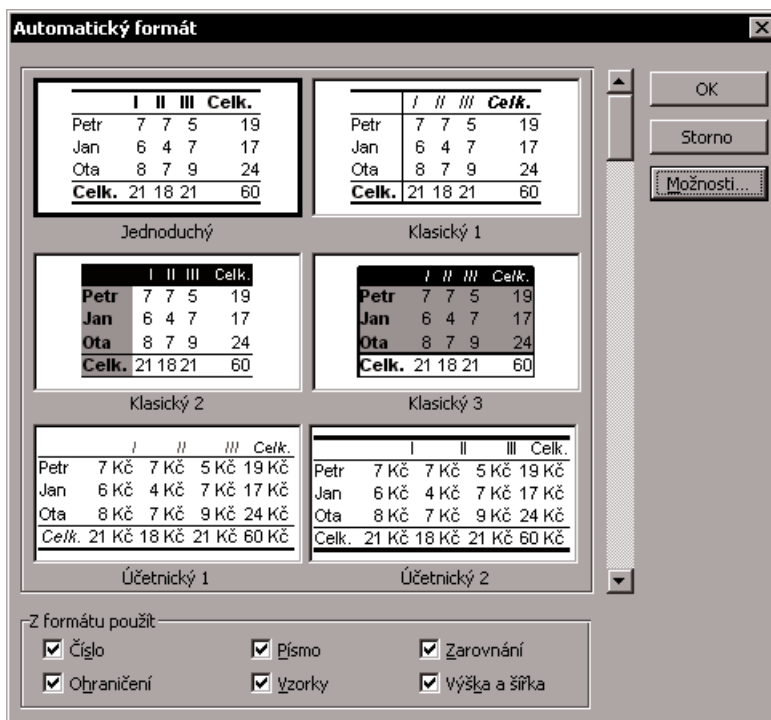 Automatický formát
I II III Celk.
Petr 7 7 5 19
Jan 6 4 7 17
Ota 8 7 9 24
Celk. 21 18 21 60
Jednoduchý
I II III Celk.
Petr 7 7 5 19
Jan 6 4 7 17
Ota 8 7 9 24
Celk. 21 18 21 60
Klasický 1
I II III Celk.
Petr 7 7 5 19
Jan 6 4 7 17
Ota 8 7 9 24
Celk. 21 18 21 60
Klasický 2
I II III Celk.
Petr 7 7 5 19
Jan 6 4 7 17
Ota 8 7 9 24
Celk. 21 18 21 60
Klasický 3
I II III Celk.
Petr 7 Kč 7 Kč 5 Kč 19 Kč
Jan 6 Kč 4 Kč 7 Kč 17 Kč
Ota 8 Kč 7 Kč 9 Kč 24 Kč
Celk. 21 Kč 18 Kč 21 Kč 60 Kč
Účetnický 1
I II III Celk.
Petr 7 Kč 7 Kč 5 Kč 19 Kč
Jan 6 Kč 4 Kč 7 Kč 17 Kč
Ota 8 Kč 7 Kč 9 Kč 24 Kč
Celk. 21 Kč 18 Kč 21 Kč 60 Kč
Účetnický 2
OK
Storno
Možnosti...
Z formátu použít
Číslo Písmo Zarovnání
Ohraničení Vzorky Výška a šířka